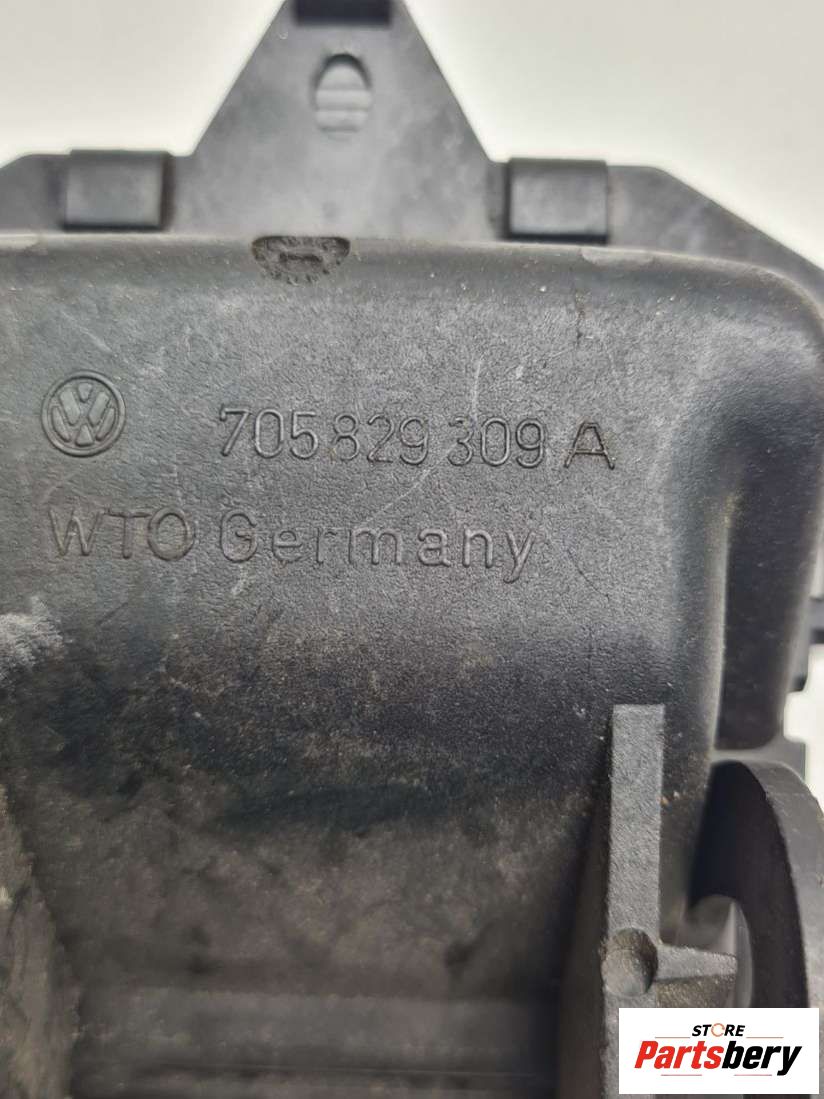 705 829 309 A
WTO Germany
STORE
Partsbery